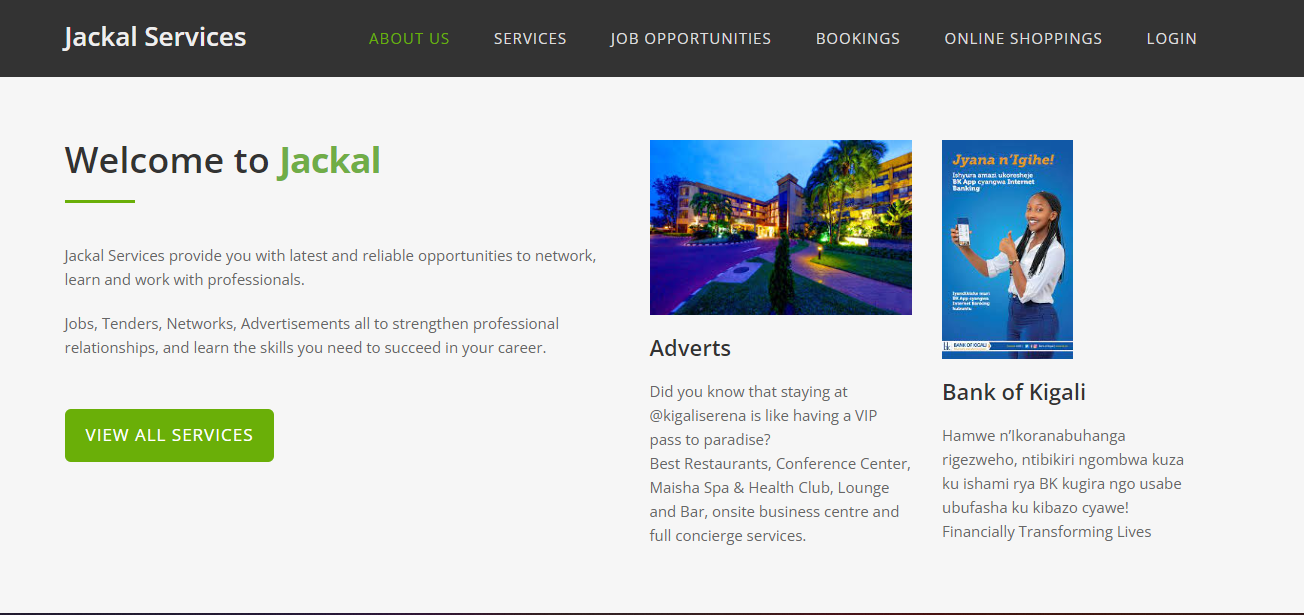 Jackal Services
ABOUT US
SERVICES
JOB OPPORTUNITIES
BOOKINGS
ONLINE SHOPPINGS
LOGIN
Welcome to Jackal
Jackal Services provide you with latest and reliable opportunities to network,
learn and work with professionals.
Jobs, Tenders, Networks, Advertisements all to strengthen professional
relationships, and learn the skills you need to succeed in your career.
VIEW ALL SERVICES
Adverts
Did you know that staying at
@kigaliserena is like having a VIP
pass to paradise?
Best Restaurants, Conference Center,
Maisha Spa & Health Club, Lounge
and Bar, onsite business centre and
full concierge services.
Jyana n'Igihe!
Ishyura amazi ukoresheje
BK App cyangwa Internet
Banking
BK App cyangwa
Internet Banking
BANK OF KIGALI
Bank of Kigali
Hamwe n’Ikoranabuhanga
rigezweho, ntibikiri ngombwa kuza
ku ishami rya BK kugira ngo usabe
ubufasha ku kibazo cyawe!
Financially Transforming Lives